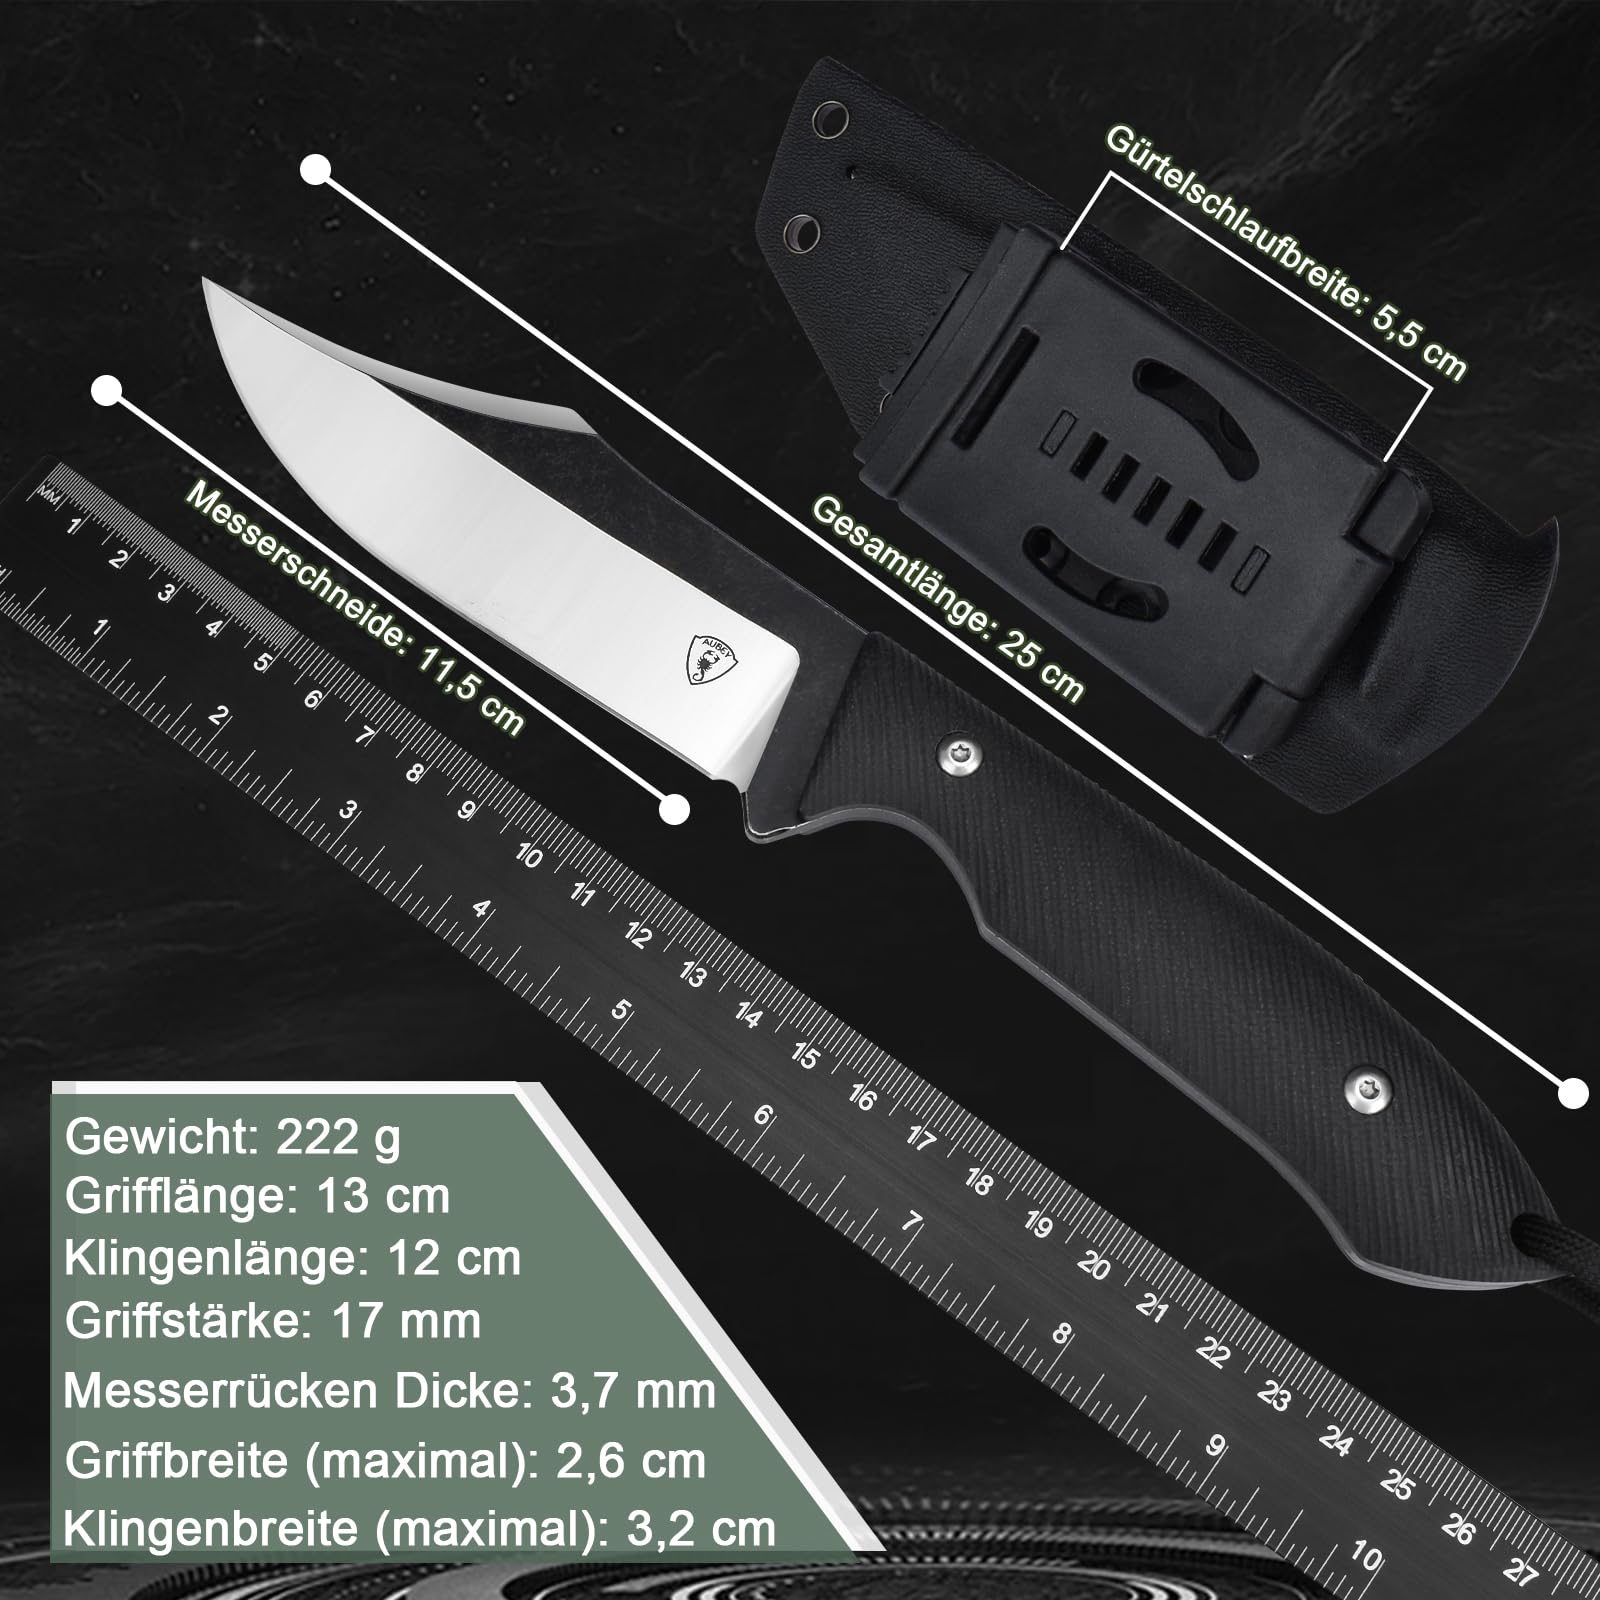 Gürtelschlaufbreite: 5,5 cm
Gesamtlänge: 25 cm
Messerschneide: 11,5 cm
AUBEY
MM 1 2 3 4 5 6 7 8 9 10 11 12 13 14 15 16 17 18 19 20 21 22 23 24 25 26 27
1 2 3 4 5 6 7 8 9 10
Gewicht: 222 g
Grifflänge: 13 cm
Klingenlänge: 12 cm
Griffstärke: 17 mm
Messerrücken Dicke: 3,7 mm
Griffbreite (maximal): 2,6 cm
Klingenbreite (maximal): 3,2 cm